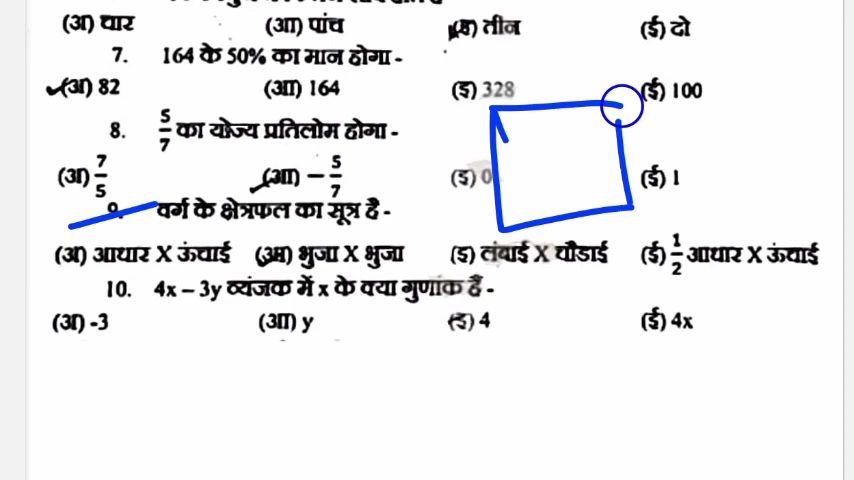 (अ) चार (आ) पांच (इ) तीन (ई) दो
7. 164 के 50% का मान होगा -
(अ) 82 (आ) 164 (इ) 328 (ई) 100
8. 5/7 का योज्य प्रतिलोम होगा -
(अ) 7/5 (आ) – 5/7 (इ) 0 (ई) 1
9. वर्ग के क्षेत्रफल का सूत्र है -
(अ) आधार X ऊंचाई (आ) भुजा X भुजा (इ) लंबाई X चौडाई (ई) 1/2 आधार X ऊंचाई
10. 4x – 3y व्यंजक में x के क्या गुणांक हैं -
(अ) -3 (आ) y (इ) 4 (ई) 4x